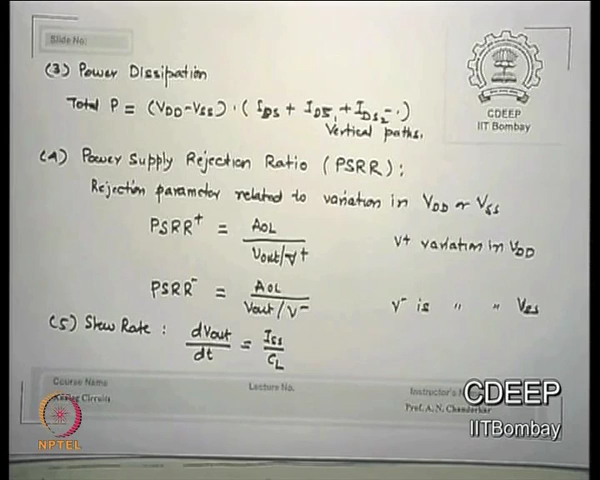 Slide No:
CDEEP
IIT Bombay
(3) Power Dissipation
Total P = (VDD-VSS) . ( IDS + IDS1 + IDS2 - . )
Vertical paths.
(4) Power Supply Rejection Ratio (PSRR) :
Rejection parameter related to variation in VDD or VSS
PSRR+ = AOL / Vout/V+ V+ variation in VDD
PSRR- = AOL / Vout/V- V- is " " VSS
(5) Slew Rate : dVout/dt = ISS/CL
Course Name
Lecture No.
Instructor's
Analog Circuits
Prof. A. N. Chandorkar
NPTEL
CDEEP
IITBombay